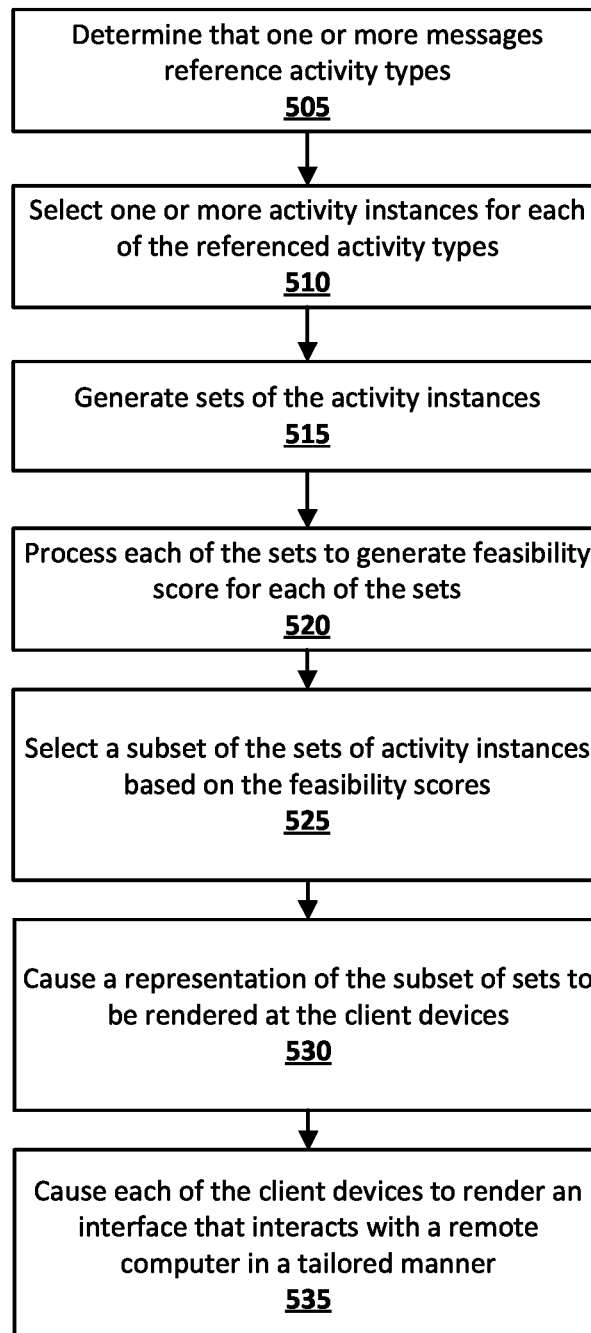 Determine that one or more messages
reference activity types
505
Select one or more activity instances for each
of the referenced activity types
510
Generate sets of the activity instances
515
Process each of the sets to generate feasibility
score for each of the sets
520
Select a subset of the sets of activity instances
based on the feasibility scores
525
Cause a representation of the subset of sets to
be rendered at the client devices
530
Cause each of the client devices to render an
interface that interacts with a remote
computer in a tailored manner
535